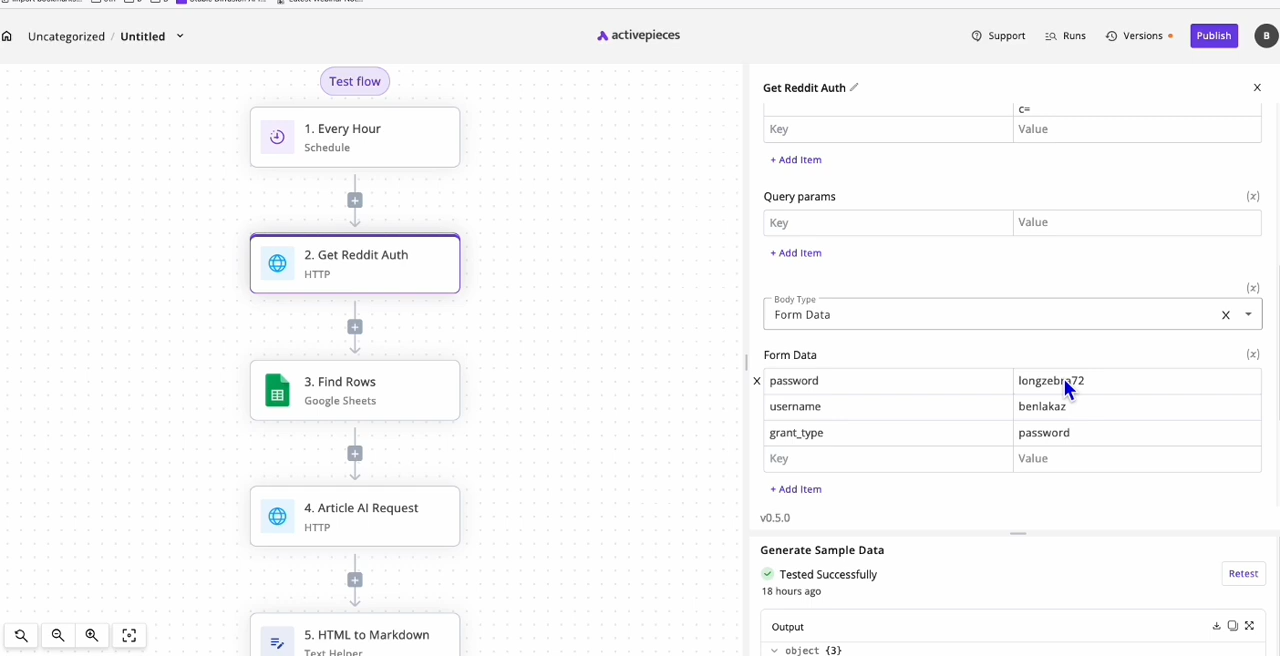 Uncategorized / Untitled
activepieces
Support
Runs
Versions
Publish
B
Test flow
1. Every Hour
Schedule
2. Get Reddit Auth
HTTP
3. Find Rows
Google Sheets
4. Article AI Request
HTTP
5. HTML to Markdown
Text Helper
Get Reddit Auth
c=
Key Value
+ Add Item
Query params (x)
Key Value
+ Add Item
(x)
Body Type
Form Data
Form Data (x)
password longzebra72
username benlakaz
grant_type password
Key Value
+ Add Item
v0.5.0
Generate Sample Data
Tested Successfully
Retest
18 hours ago
Output
object {3}